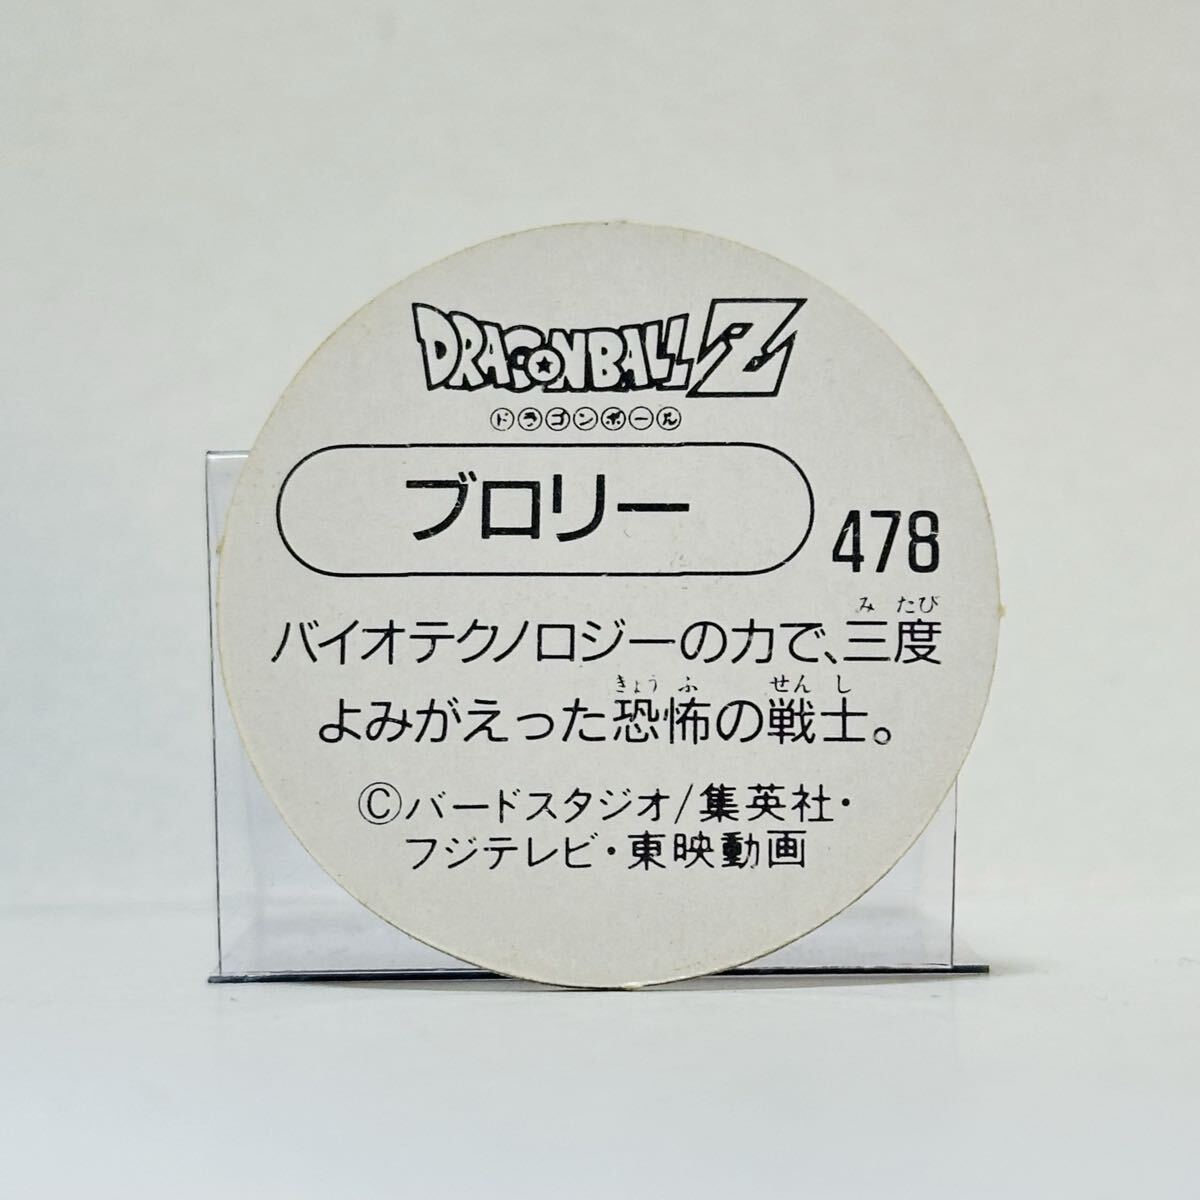 DRAGONBALL Z
ドラゴンボール
ブロリー
478
み たび
バイオテクノロジーの力で、三度
きょう ふ せん し
よみがえった恐怖の戦士。
©バードスタジオ/集英社・
フジテレビ・東映動画